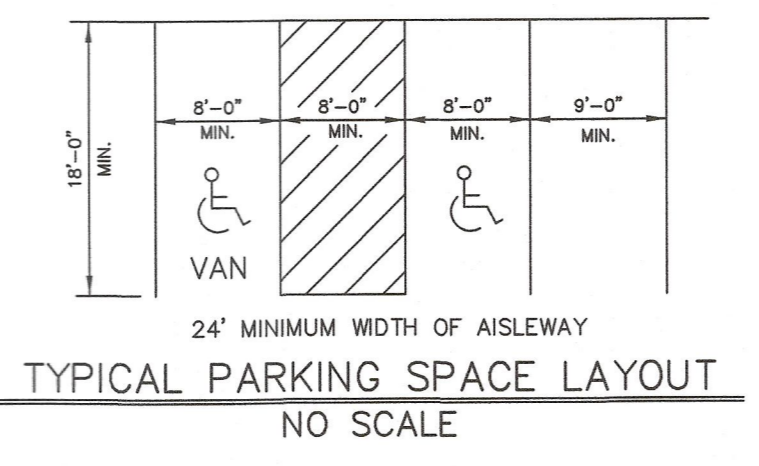 8'-0" 8'-0" 8'-0" 9'-0"
MIN. MIN. MIN. MIN.
18'-0"
MIN.
VAN
24' MINIMUM WIDTH OF AISLEWAY
TYPICAL PARKING SPACE LAYOUT
NO SCALE